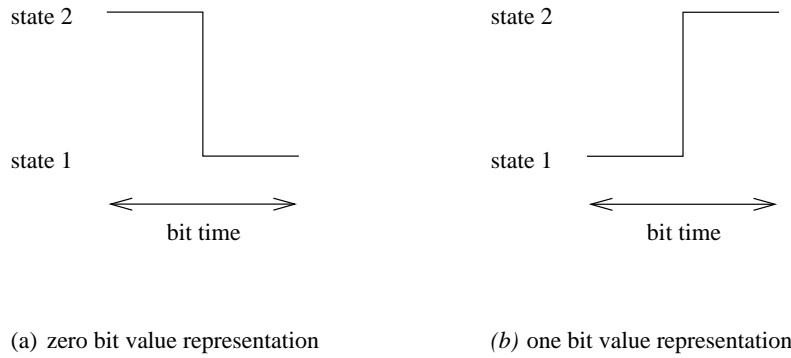 state 2
state 1
bit time
(a) zero bit value representation
state 2
state 1
bit time
(b) one bit value representation